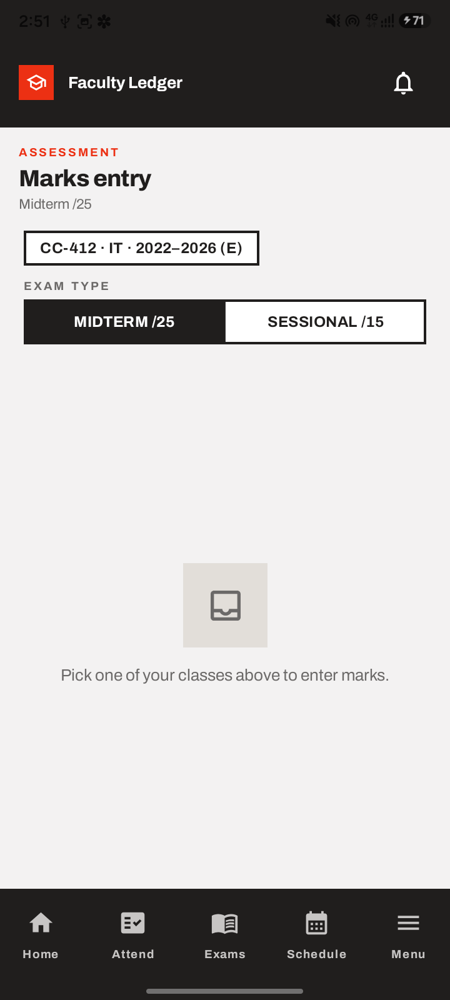 2:51
4G
71
Faculty Ledger
ASSESSMENT
Marks entry
Midterm /25
CC-412 · IT · 2022–2026 (E)
EXAM TYPE
MIDTERM /25
SESSIONAL /15
Pick one of your classes above to enter marks.
Home
Attend
Exams
Schedule
Menu